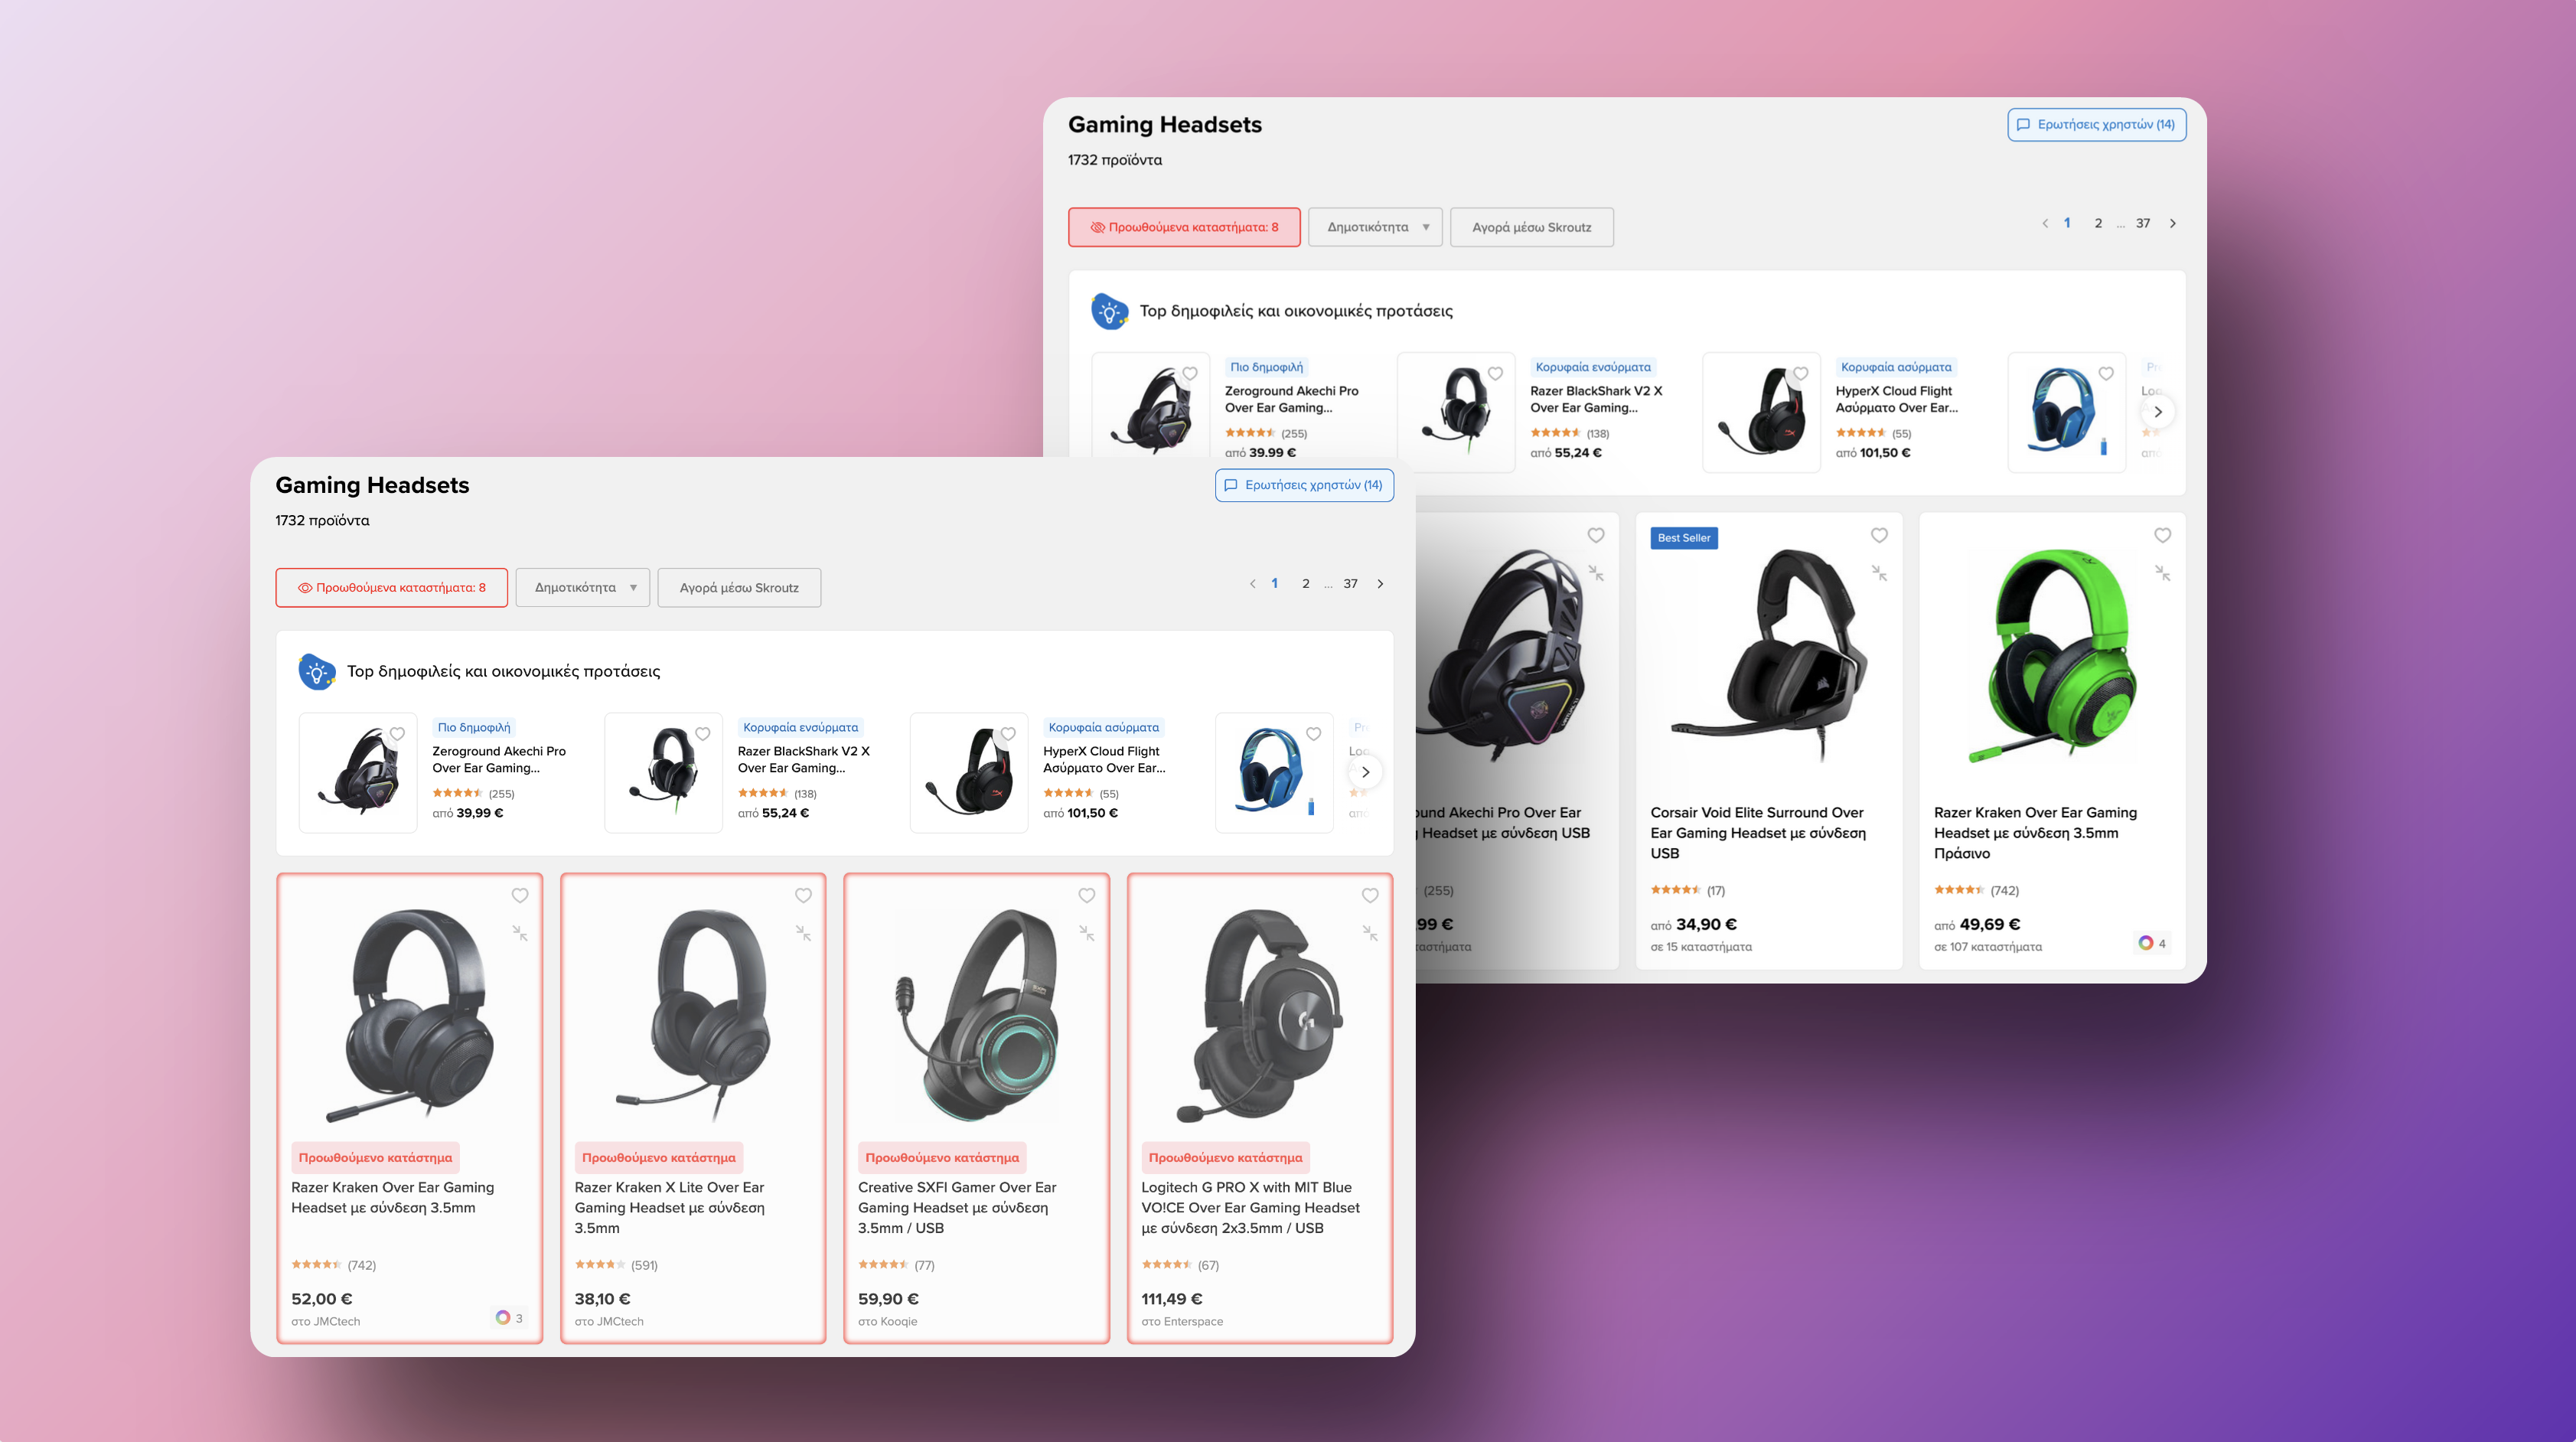 Gaming Headsets
Ερωτήσεις χρηστών (14)
1732 προϊόντα
Προωθούμενα καταστήματα: 8
Δημοτικότητα
Αγορά μέσω Skroutz
1 2 ... 37
Top δημοφιλείς και οικονομικές προτάσεις
Πιο δημοφιλή
Zeroground Akechi Pro
Over Ear Gaming...
(255)
από 39,99 €
Κορυφαία ενσύρματα
Razer BlackShark V2 X
Over Ear Gaming...
(138)
από 55,24 €
Κορυφαία ασύρματα
HyperX Cloud Flight
Ασύρματο Over Ear...
(55)
από 101,50 €
und Akechi Pro Over Ear
Headset με σύνδεση USB
(255)
99 €
Best Seller
Corsair Void Elite Surround Over
Ear Gaming Headset με σύνδεση
USB
(17)
από 34,90 €
σε 15 καταστήματα
Razer Kraken Over Ear Gaming
Headset με σύνδεση 3.5mm
Πράσινο
(742)
από 49,69 €
σε 107 καταστήματα
4
Gaming Headsets
Ερωτήσεις χρηστών (14)
1732 προϊόντα
Προωθούμενα καταστήματα: 8
Δημοτικότητα
Αγορά μέσω Skroutz
1 2 ... 37
Top δημοφιλείς και οικονομικές προτάσεις
Πιο δημοφιλή
Zeroground Akechi Pro
Over Ear Gaming...
(255)
από 39,99 €
Κορυφαία ενσύρματα
Razer BlackShark V2 X
Over Ear Gaming...
(138)
από 55,24 €
Κορυφαία ασύρματα
HyperX Cloud Flight
Ασύρματο Over Ear...
(55)
από 101,50 €
Προωθούμενο κατάστημα
Razer Kraken Over Ear Gaming
Headset με σύνδεση 3.5mm
(742)
52,00 €
στο JMCtech
3
Προωθούμενο κατάστημα
Razer Kraken X Lite Over Ear
Gaming Headset με σύνδεση
3.5mm
(591)
38,10 €
στο JMCtech
Προωθούμενο κατάστημα
Creative SXFI Gamer Over Ear
Gaming Headset με σύνδεση
3.5mm / USB
(77)
59,90 €
στο Kooqie
Προωθούμενο κατάστημα
Logitech G PRO X with MIT Blue
VO!CE Over Ear Gaming Headset
με σύνδεση 2x3.5mm / USB
(67)
111,49 €
στο Enterspace